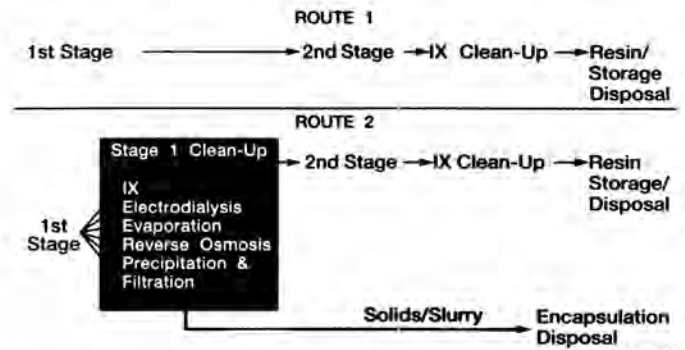 ROUTE 1
1st Stage 2nd Stage IX Clean-Up Resin/
Storage
Disposal
ROUTE 2
Stage 1 Clean-Up 2nd Stage IX Clean-Up Resin
Storage/
Disposal
IX
Electrodialysis
Evaporation
Reverse Osmosis
Precipitation &
Filtration
1st
Stage
Solids/Slurry Encapsulation
Disposal